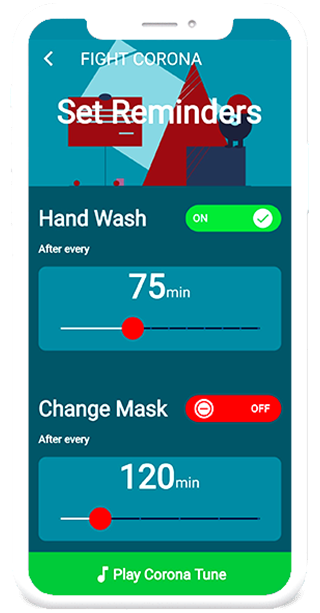 FIGHT CORONA
Set Reminders
Hand Wash
ON
After every
75min
Change Mask
OFF
After every
120min
Play Corona Tune